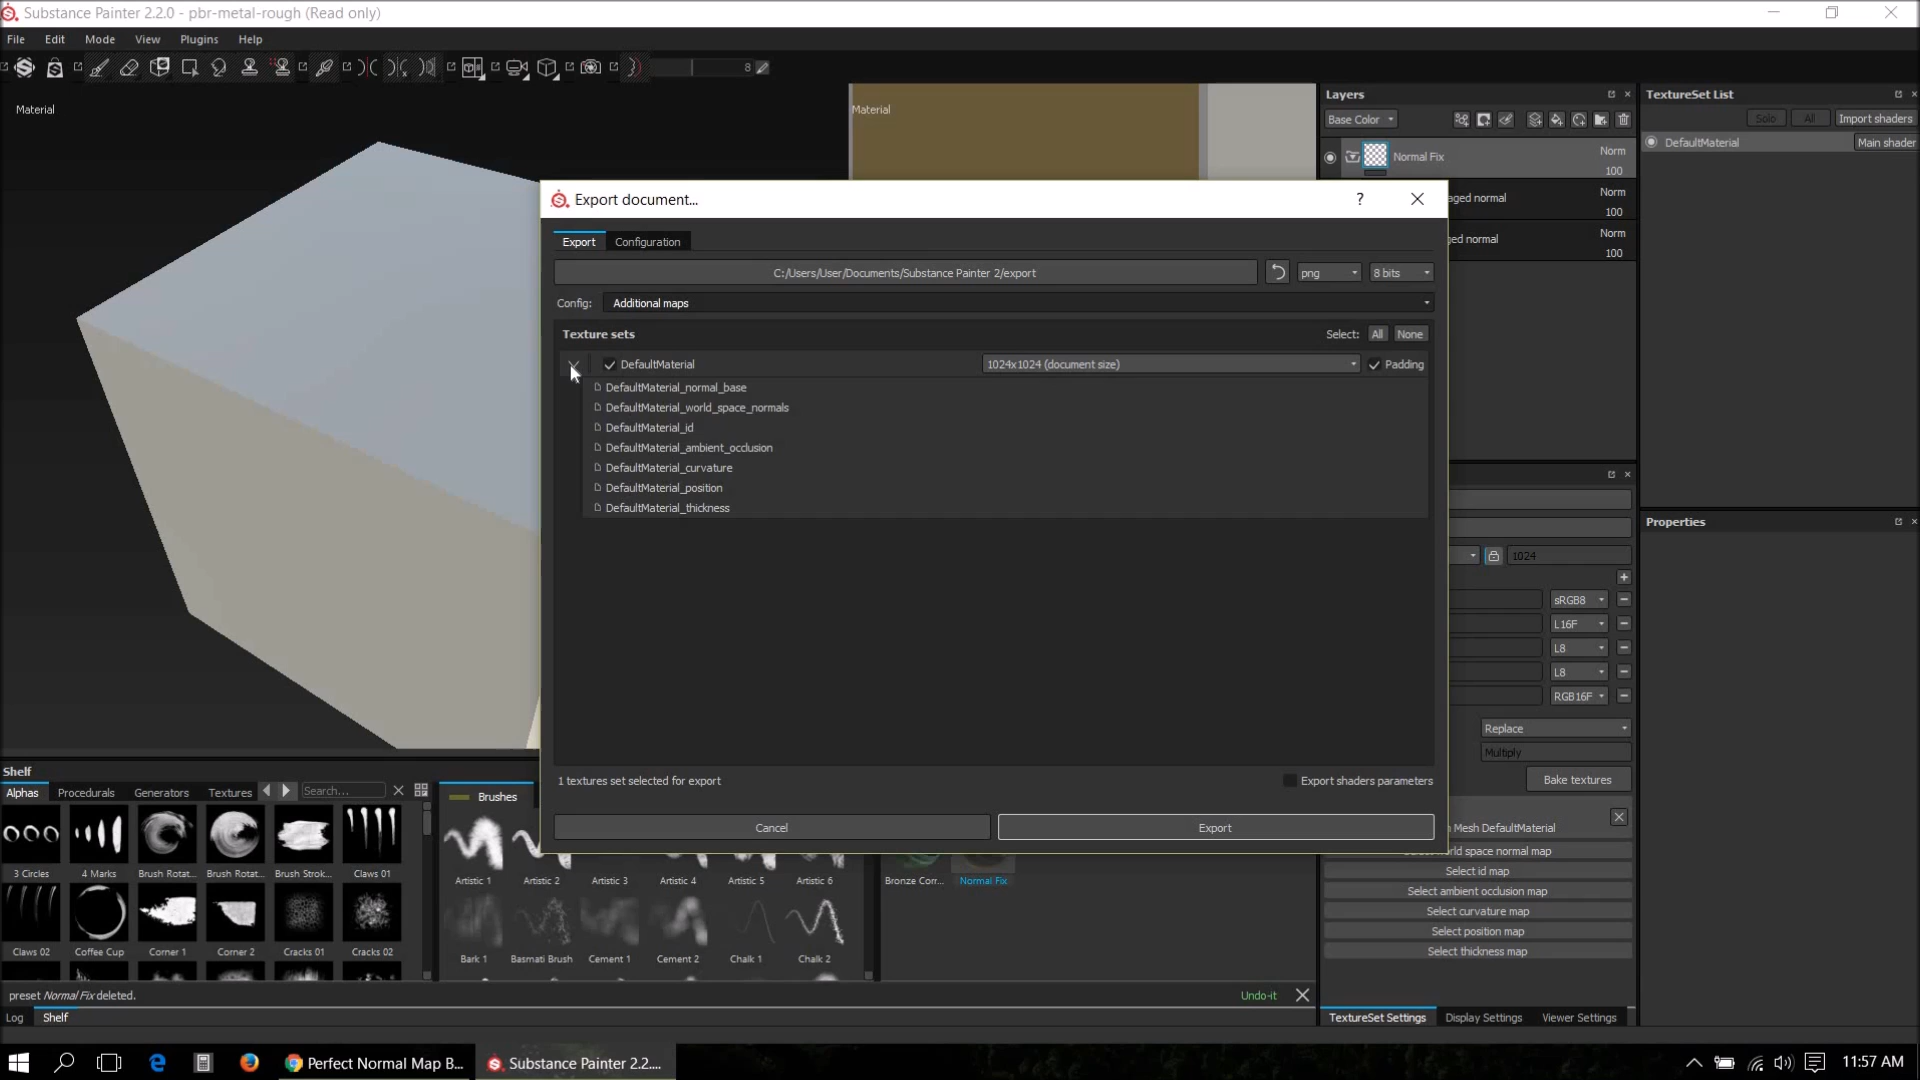 Substance Painter 2.2.0 - pbr-metal-rough (Read only)
File Edit Mode View Plugins Help
8
Material
Material
Layers
Base Color
Normal Fix
Norm
100
aged normal
Norm
100
ged normal
Norm
100
TextureSet List
Solo All Import shaders
DefaultMaterial Main shader
Export document...
?
Export Configuration
C:/Users/User/Documents/Substance Painter 2/export png 8 bits
Config: Additional maps
Texture sets Select: All None
DefaultMaterial 1024x1024 (document size) Padding
DefaultMaterial_normal_base
DefaultMaterial_world_space_normals
DefaultMaterial_id
DefaultMaterial_ambient_occlusion
DefaultMaterial_curvature
DefaultMaterial_position
DefaultMaterial_thickness
1 textures set selected for export Export shaders parameters
Cancel Export
Properties
1024
sRGB8
L16F
L8
L8
RGB16F
Replace
Multiply
Bake textures
Mesh DefaultMaterial
world space normal map
Select id map
Select ambient occlusion map
Select curvature map
Select position map
Select thickness map
Shelf
Alphas Procedurals Generators Textures Search...
3 Circles 4 Marks Brush Rotat... Brush Rotat... Brush Strok... Claws 01
Claws 02 Coffee Cup Corner 1 Corner 2 Cracks 01 Cracks 02
Brushes
Artistic 1 Artistic 2 Artistic 3 Artistic 4 Artistic 5 Artistic 6
Bark 1 Basmati Brush Cement 1 Cement 2 Chalk 1 Chalk 2
Bronze Corr... Normal Fix
preset Normal Fix deleted. Undo-it
Log Shelf
TextureSet Settings Display Settings Viewer Settings
Perfect Normal Map B... Substance Painter 2.2.... 11:57 AM